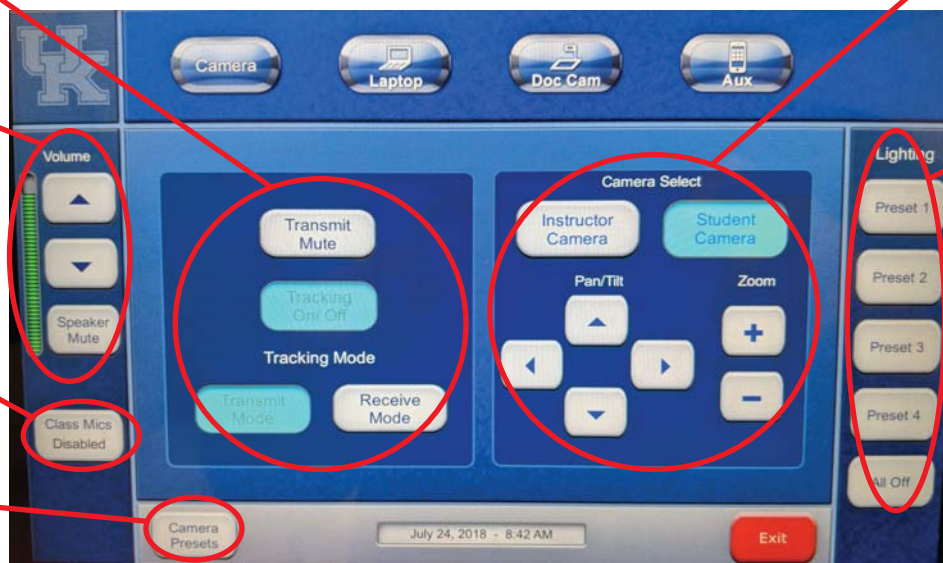 UK
Camera
Laptop
Doc Cam
Aux
Volume
Speaker
Mute
Class Mics
Disabled
Transmit
Mute
Tracking
On/ Off
Tracking Mode
Transmit
Mode
Receive
Mode
Camera Select
Instructor
Camera
Student
Camera
Pan/Tilt
Zoom
Lighting
Preset 1
Preset 2
Preset 3
Preset 4
All Off
Camera
Presets
July 24, 2018 - 8:42 AM
Exit